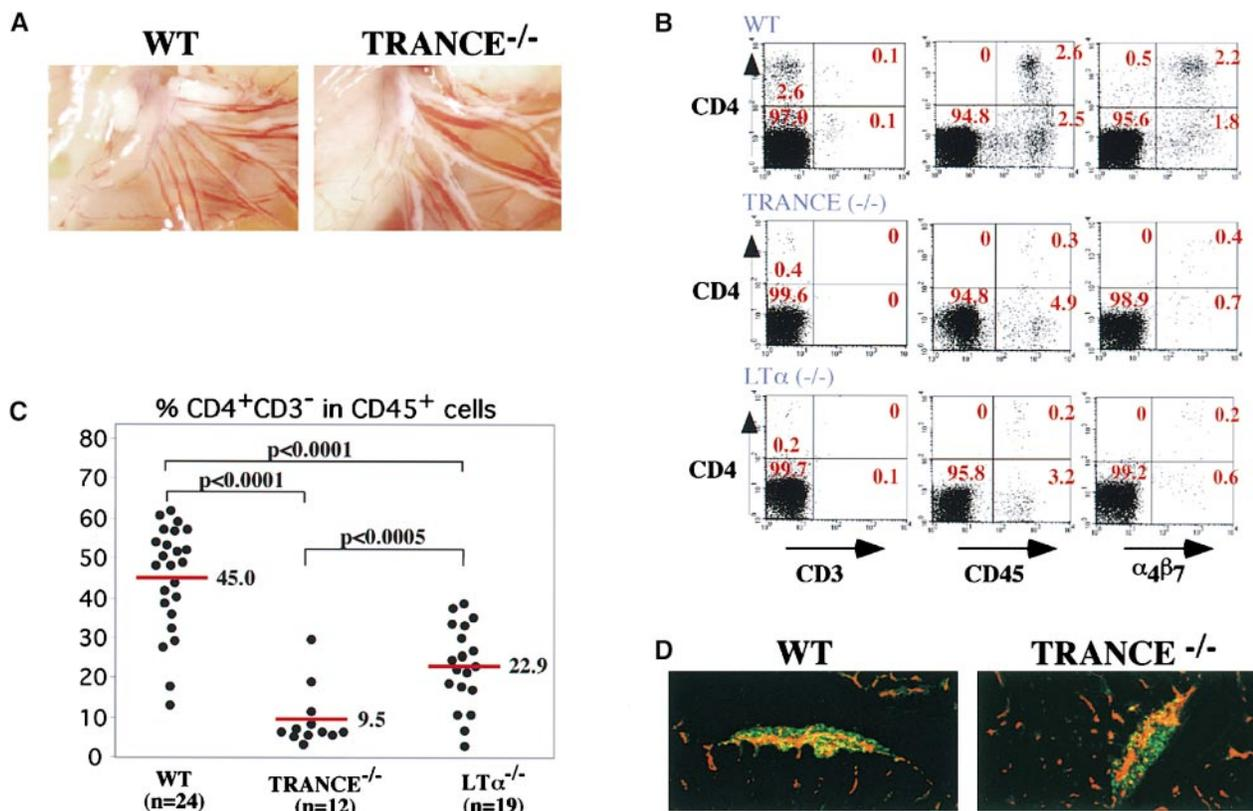 A
WT
TRANCE-/-
B
WT
CD4
0.1
2.6
97.0
0.1
0
2.6
94.8
2.5
0.5
2.2
95.6
1.8
TRANCE (-/-)
CD4
0
0.4
99.6
0
0
0.3
94.8
4.9
0
0.4
98.9
0.7
LTα (-/-)
CD4
0
0.2
99.7
0.1
0
0.2
95.8
3.2
0
0.2
99.2
0.6
CD3
CD45
α4β7
C
% CD4+CD3- in CD45+ cells
80
70
60
50
40
30
20
10
0
p<0.0001
p<0.0001
p<0.0005
45.0
9.5
22.9
WT
(n=24)
TRANCE-/-
(n=12)
LTα-/-
(n=19)
D
WT
TRANCE -/-